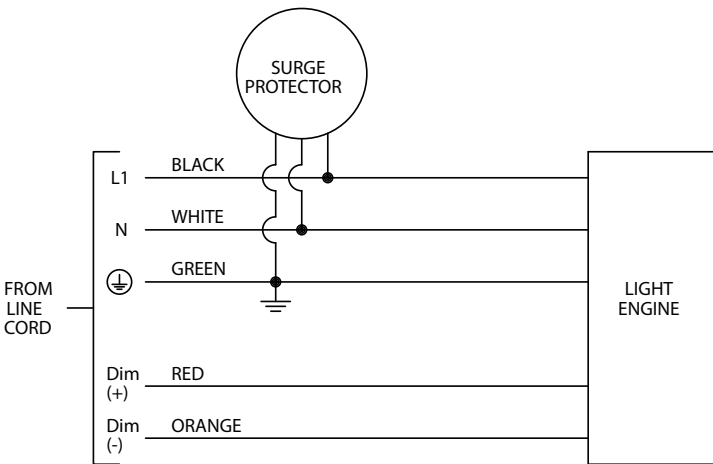 SURGE
PROTECTOR
L1
BLACK
N
WHITE
GREEN
FROM
LINE
CORD
LIGHT
ENGINE
Dim
(+)
RED
Dim
(-)
ORANGE